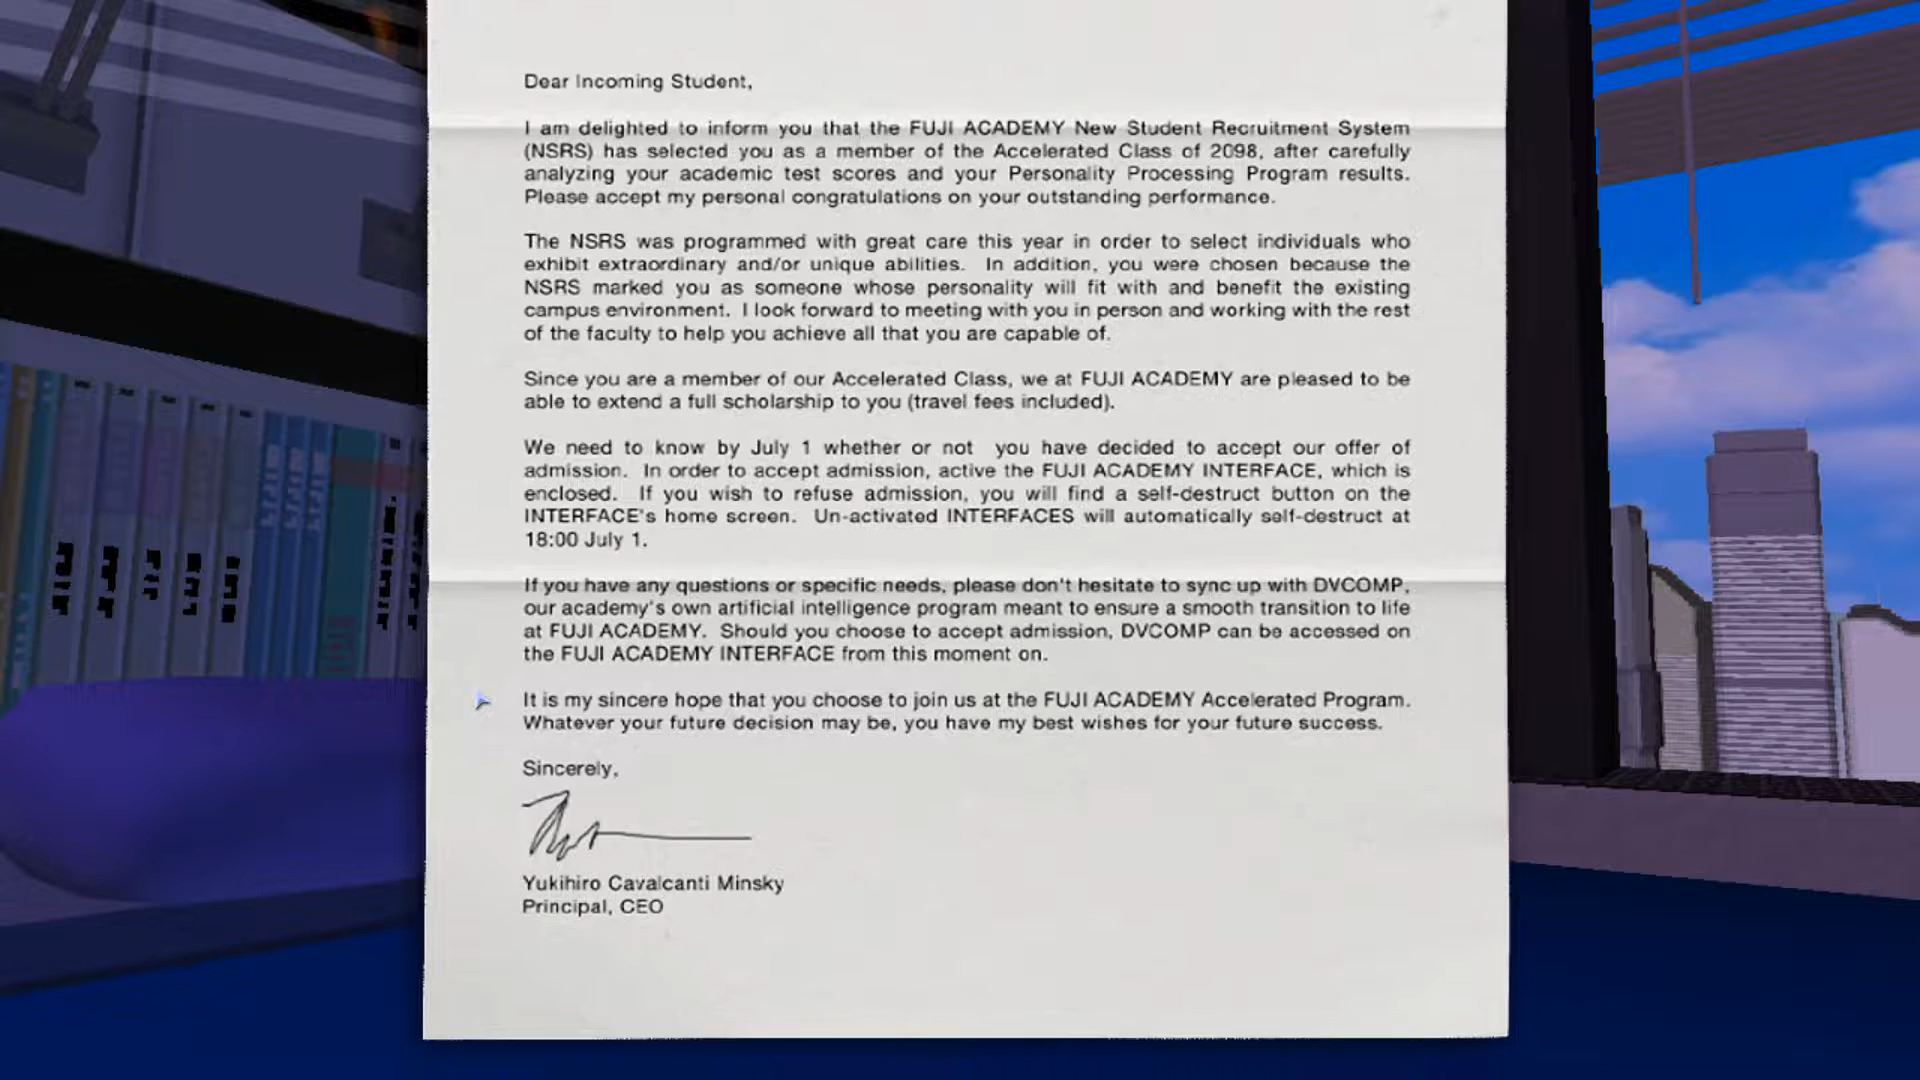 Dear Incoming Student,
I am delighted to inform you that the FUJI ACADEMY New Student Recruitment System
(NSRS) has selected you as a member of the Accelerated Class of 2098, after carefully
analyzing your academic test scores and your Personality Processing Program results.
Please accept my personal congratulations on your outstanding performance.
The NSRS was programmed with great care this year in order to select individuals who
exhibit extraordinary and/or unique abilities. In addition, you were chosen because the
NSRS marked you as someone whose personality will fit with and benefit the existing
campus environment. I look forward to meeting with you in person and working with the rest
of the faculty to help you achieve all that you are capable of.
Since you are a member of our Accelerated Class, we at FUJI ACADEMY are pleased to be
able to extend a full scholarship to you (travel fees included).
We need to know by July 1 whether or not you have decided to accept our offer of
admission. In order to accept admission, active the FUJI ACADEMY INTERFACE, which is
enclosed. If you wish to refuse admission, you will find a self-destruct button on the
INTERFACE's home screen. Un-activated INTERFACES will automatically self-destruct at
18:00 July 1.
If you have any questions or specific needs, please don't hesitate to sync up with DVCOMP,
our academy's own artificial intelligence program meant to ensure a smooth transition to life
at FUJI ACADEMY. Should you choose to accept admission, DVCOMP can be accessed on
the FUJI ACADEMY INTERFACE from this moment on.
It is my sincere hope that you choose to join us at the FUJI ACADEMY Accelerated Program.
Whatever your future decision may be, you have my best wishes for your future success.
Sincerely,
Yukihiro Cavalcanti Minsky
Principal, CEO